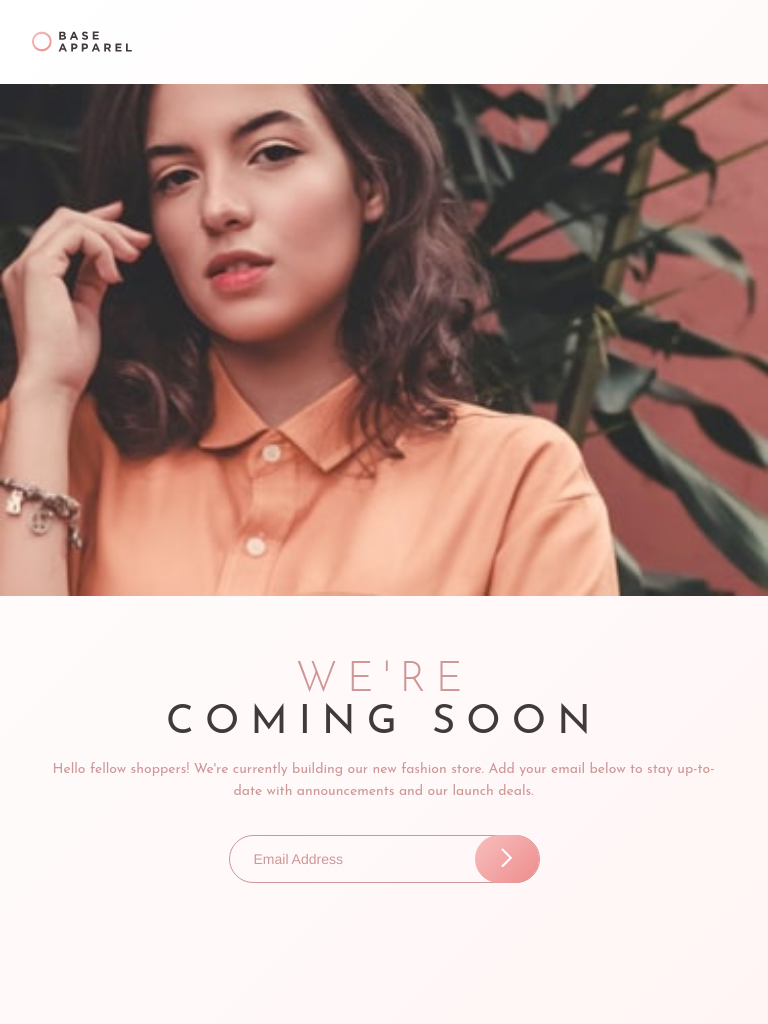 BASE
APPAREL
WE'RE
COMING SOON
Hello fellow shoppers! We're currently building our new fashion store. Add your email below to stay up-to-
date with announcements and our launch deals.
Email Address